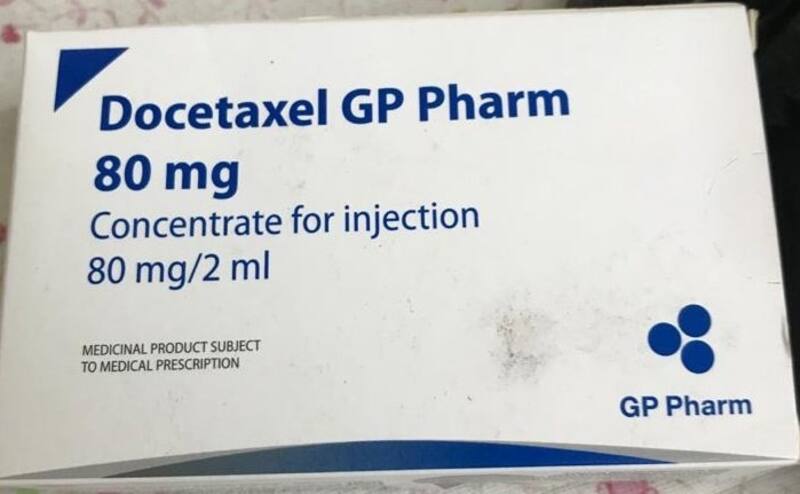 Docetaxel GP Pharm
80 mg
Concentrate for injection
80 mg/2 ml
MEDICINAL PRODUCT SUBJECT
TO MEDICAL PRESCRIPTION
GP Pharm